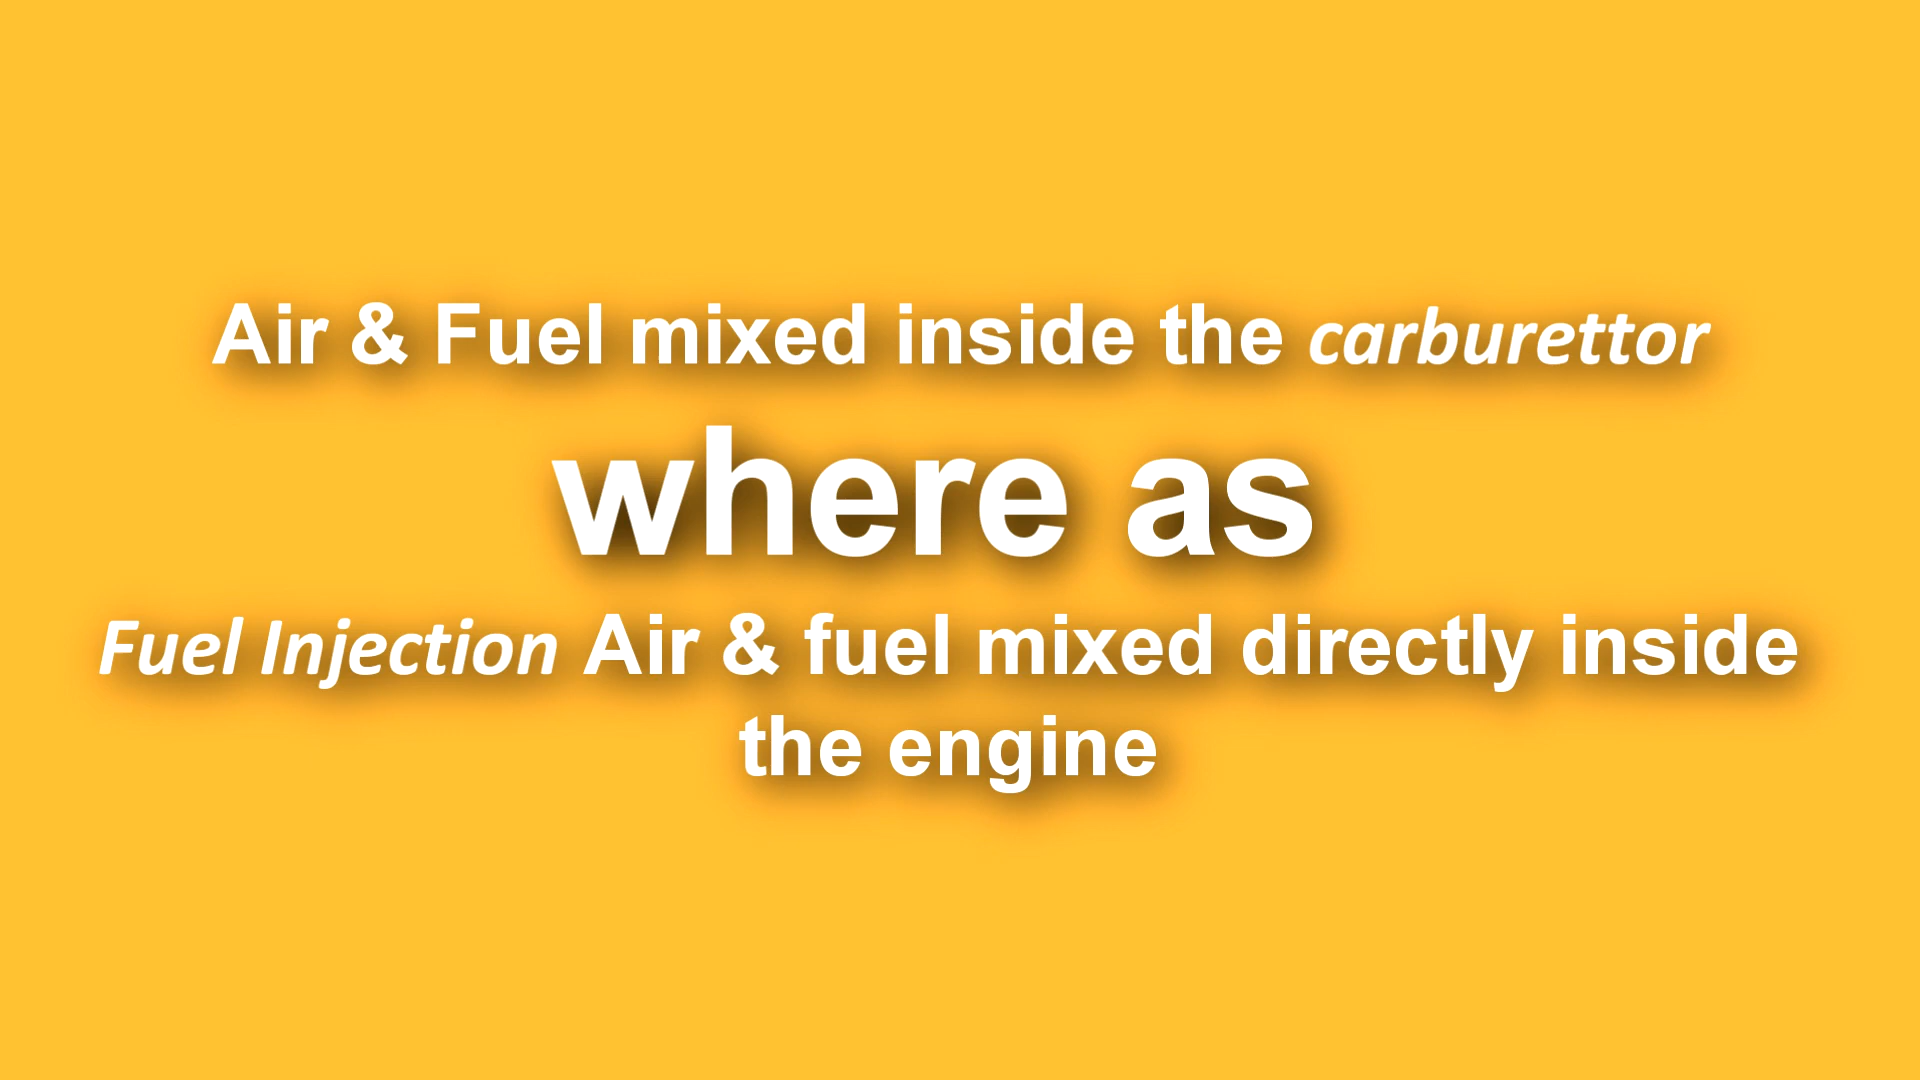 Air & Fuel mixed inside the carburettor
where as
Fuel Injection Air & fuel mixed directly inside
the engine